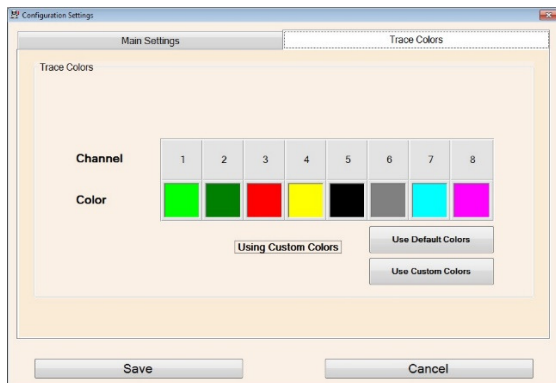 Configuration Settings
Main Settings Trace Colors
Trace Colors
Channel 1 2 3 4 5 6 7 8
Color
Using Custom Colors
Use Default Colors
Use Custom Colors
Save Cancel